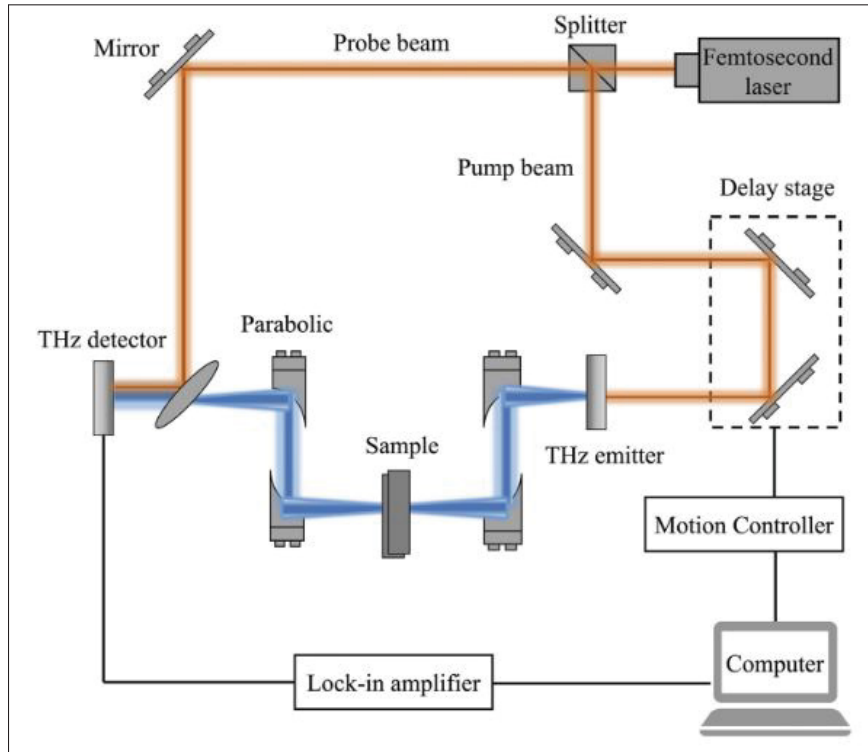 Mirror
Probe beam
Splitter
Femtosecond
laser
Pump beam
Delay stage
THz detector
Parabolic
Sample
THz emitter
Motion Controller
Computer
Lock-in amplifier